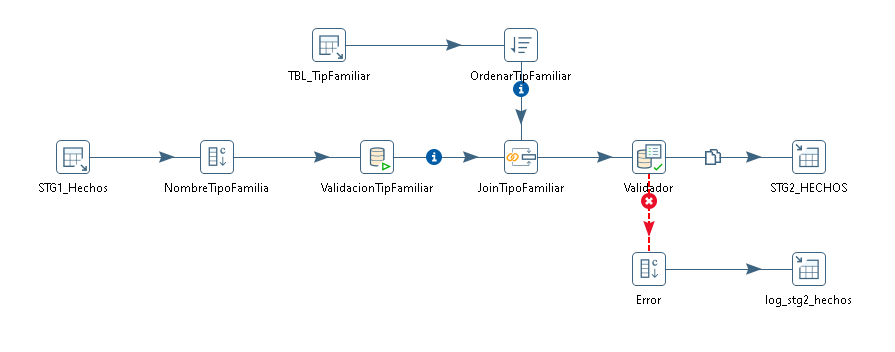 TBL_TipFamiliar
OrdenarTipFamiliar
STG1_Hechos
NombreTipoFamilia
ValidacionTipFamiliar
JoinTipoFamiliar
Validador
STG2_HECHOS
Error
log_stg2_hechos